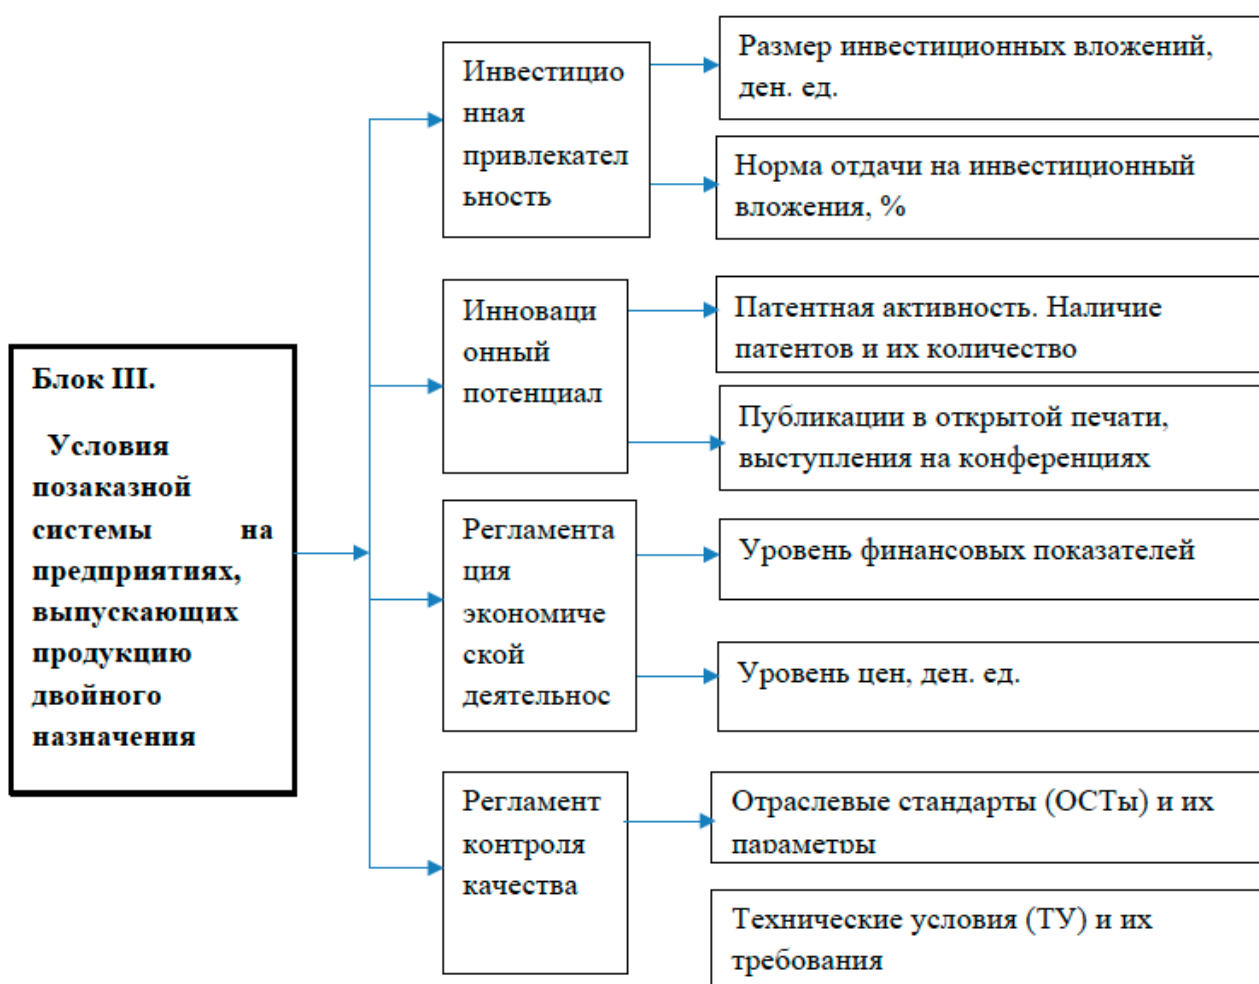 Блок III.
Условия
позаказной
системы на
предприятиях,
выпускающих
продукцию
двойного
назначения
Инвестицио
нная
привлекател
ьность
Размер инвестиционных вложений,
ден. ед.
Норма отдачи на инвестиционный
вложения, %
Инноваци
онный
потенциал
Патентная активность. Наличие
патентов и их количество
Публикации в открытой печати,
выступления на конференциях
Регламента
ция
экономиче
ской
деятельнос
Уровень финансовых показателей
Уровень цен, ден. ед.
Регламент
контроля
качества
Отраслевые стандарты (ОСТы) и их
параметры
Технические условия (ТУ) и их
требования